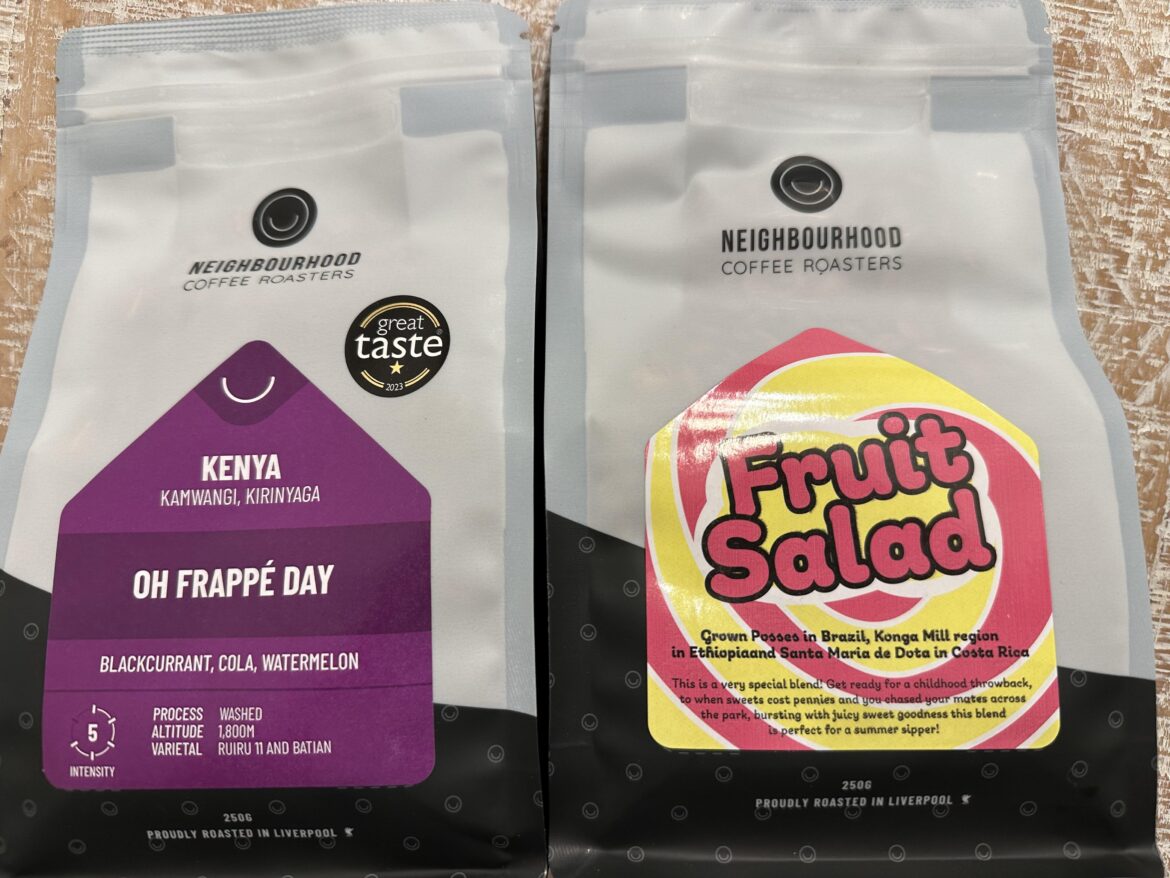 NEIGHBOURHOOD
COFFEE ROASTERS
great
taste
2023
KENYA
KAMWANGI, KIRINYAGA
OH FRAPPÉ DAY
BLACKCURRANT, COLA, WATERMELON
5
INTENSITY
PROCESS WASHED
ALTITUDE 1,800M
VARIETAL RUIRU 11 AND BATIAN
250G
PROUDLY ROASTED IN LIVERPOOL
NEIGHBOURHOOD
COFFEE ROASTERS
Fruit
Salad
Grown Posses in Brazil, Konga Mill region
in Ethiopiaand Santa Maria de Dota in Costa Rica
This is a very special blend! Get ready for a childhood throwback,
to when sweets cost pennies and you chased your mates across
the park, bursting with juicy sweet goodness this blend
is perfect for a summer sipper!
250G
PROUDLY ROASTED IN LIVERPOOL